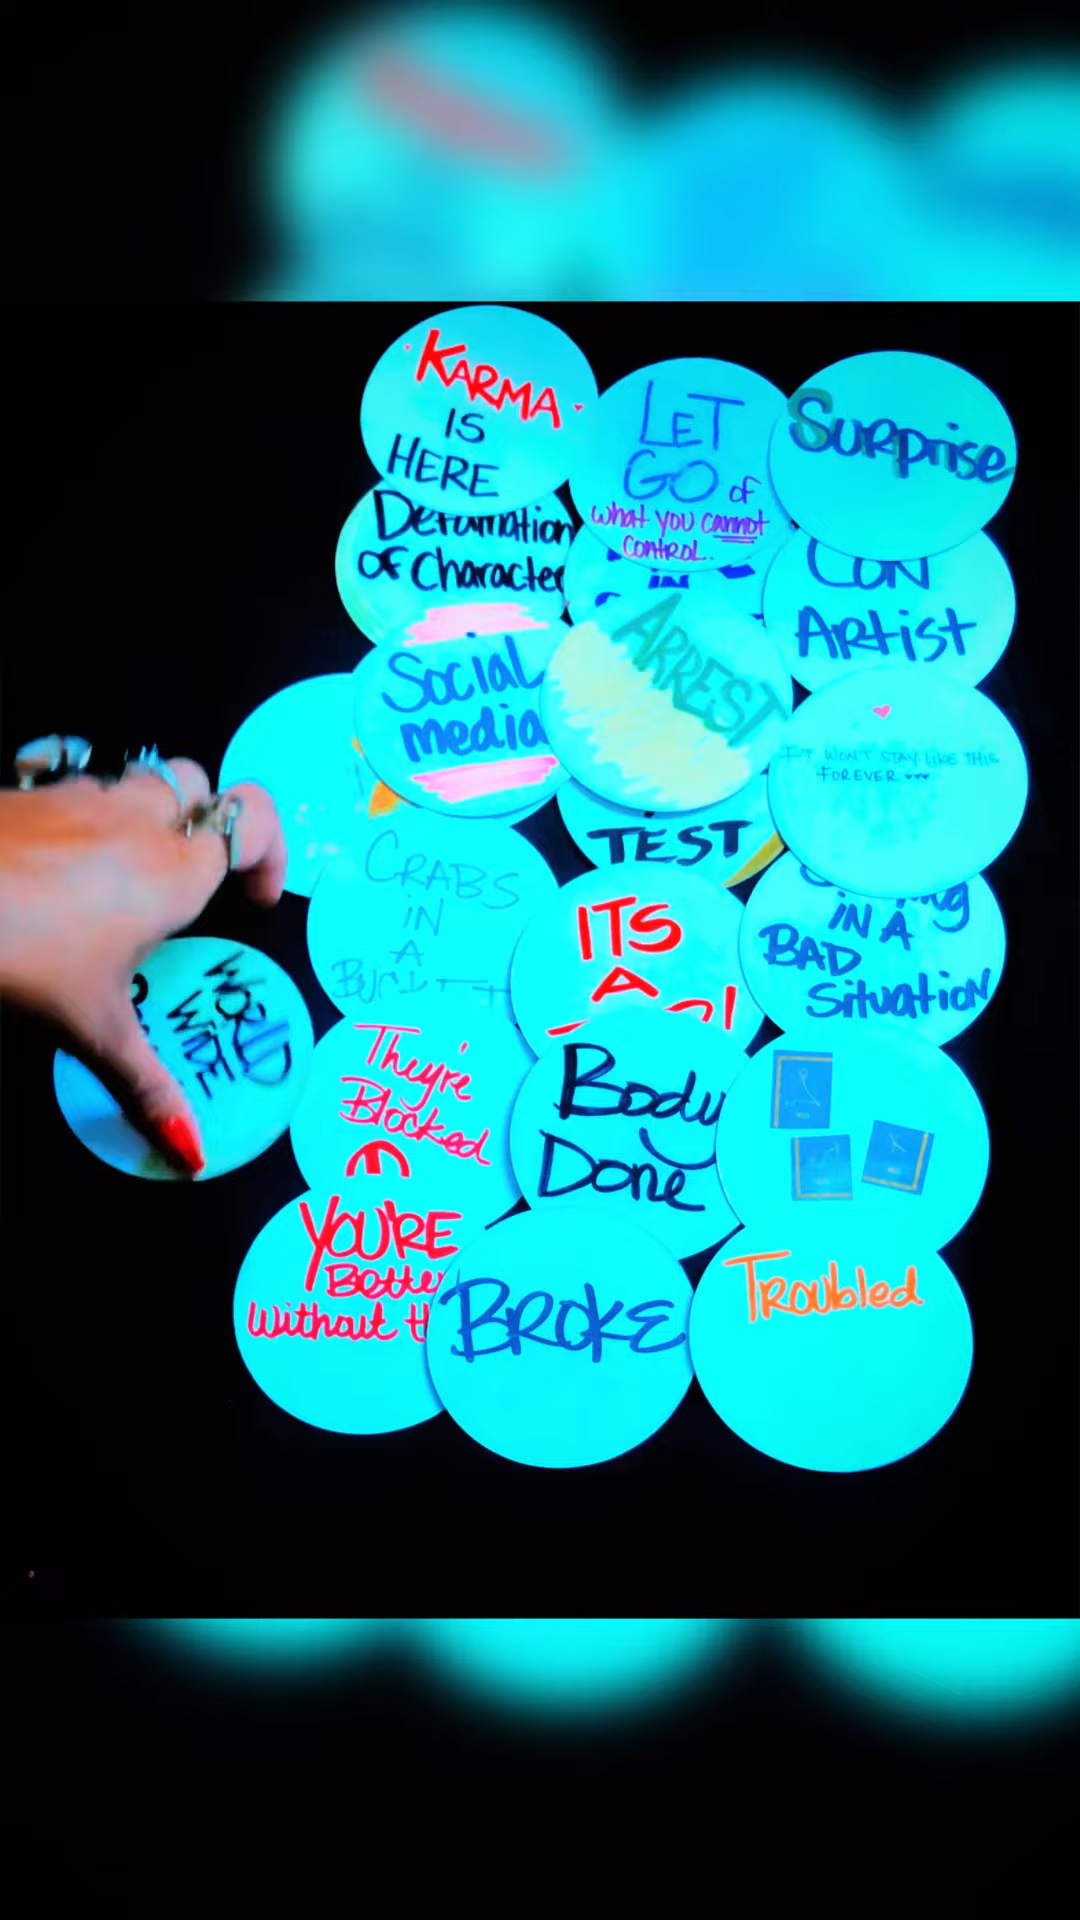 KARMA
IS
HERE
LET
GO of
what you cannot
control.
SURPRISE
Defamation
of Character
IN
CON
ARtist
Social
media
ARREST
IT WON'T STAY LIKE THIS
FOREVER
TEST
CRABS
IN
A
ITS
A
IN A
BAD
SituatioN
WORLD
WIDE
They're
Blocked
Body
Done
YOU'RE
Better
Without
BROKE
Troubled